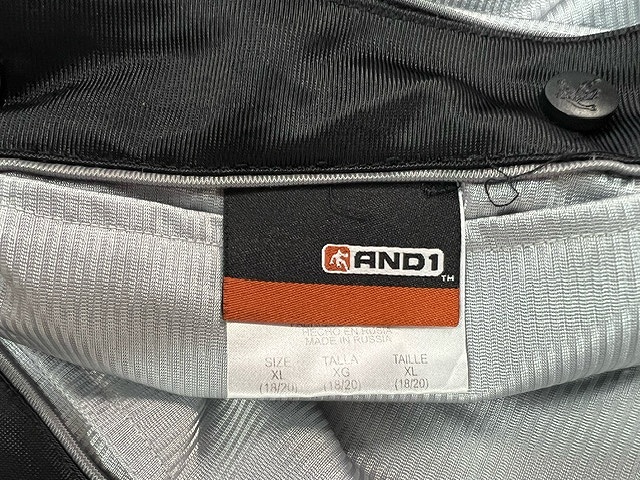 AND1
TM
HECHO EN RUSIA
MADE IN RUSSIA
SIZE TALLA TAILLE
XL XG XL
(18/20) (18/20) (18/20)